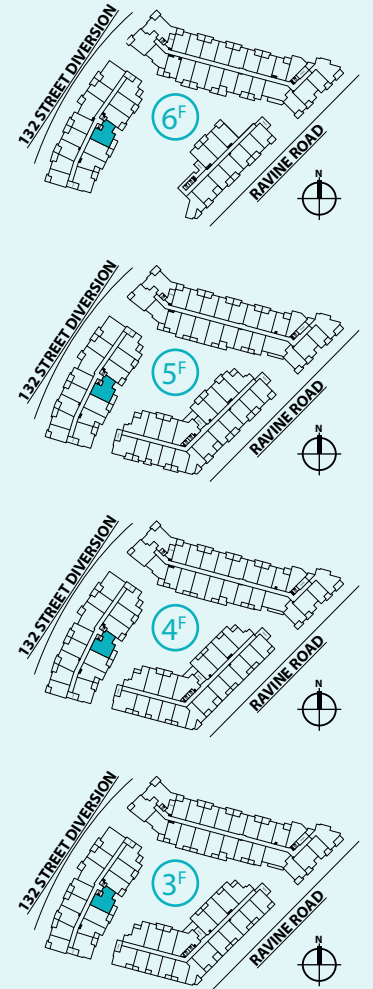 132 STREET DIVERSION
6F
RAVINE ROAD
N
132 STREET DIVERSION
5F
RAVINE ROAD
N
132 STREET DIVERSION
4F
RAVINE ROAD
N
132 STREET DIVERSION
3F
RAVINE ROAD
N